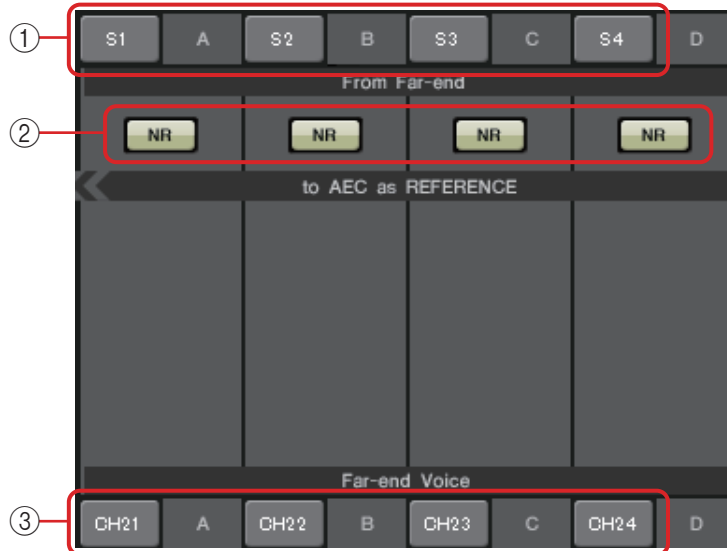 ① S1 A S2 B S3 C S4 D
From Far-end
② NR NR NR NR
to AEC as REFERENCE
Far-end Voice
③ CH21 A CH22 B CH23 C CH24 D